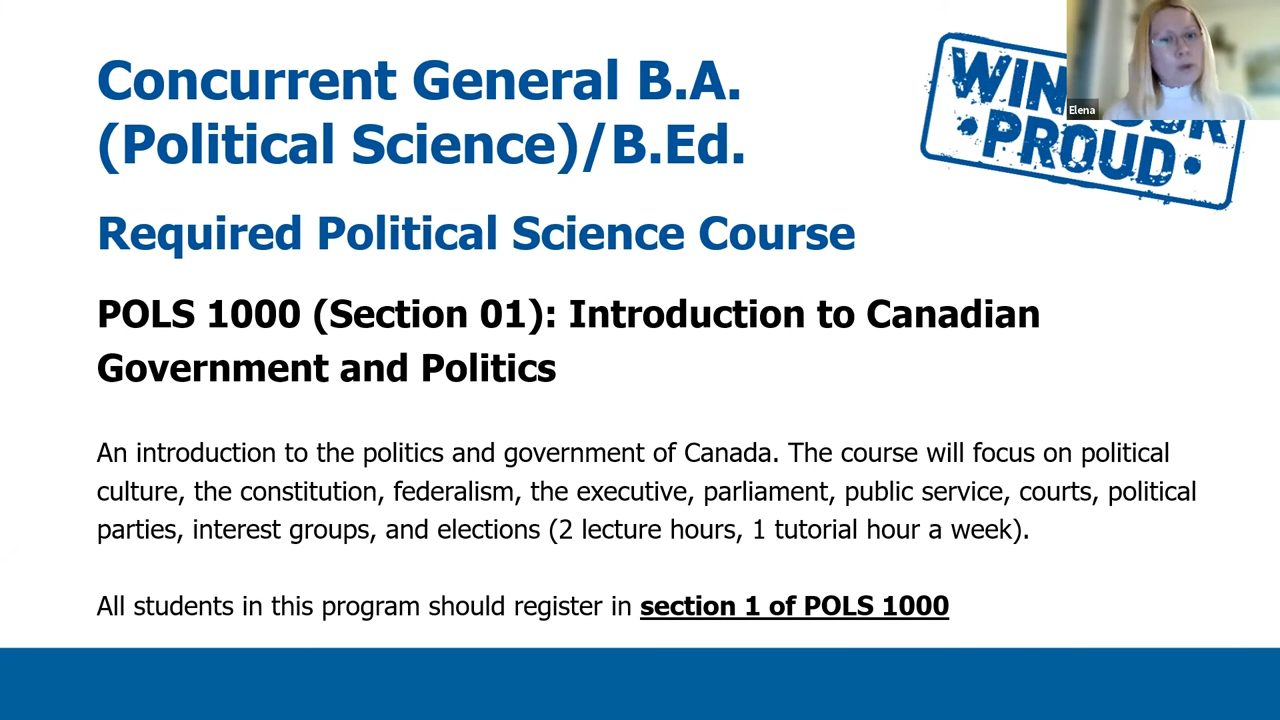 Concurrent General B.A.
(Political Science)/B.Ed.
WIN
Elena
PROUD
Required Political Science Course
POLS 1000 (Section 01): Introduction to Canadian
Government and Politics
An introduction to the politics and government of Canada. The course will focus on political
culture, the constitution, federalism, the executive, parliament, public service, courts, political
parties, interest groups, and elections (2 lecture hours, 1 tutorial hour a week).
All students in this program should register in section 1 of POLS 1000